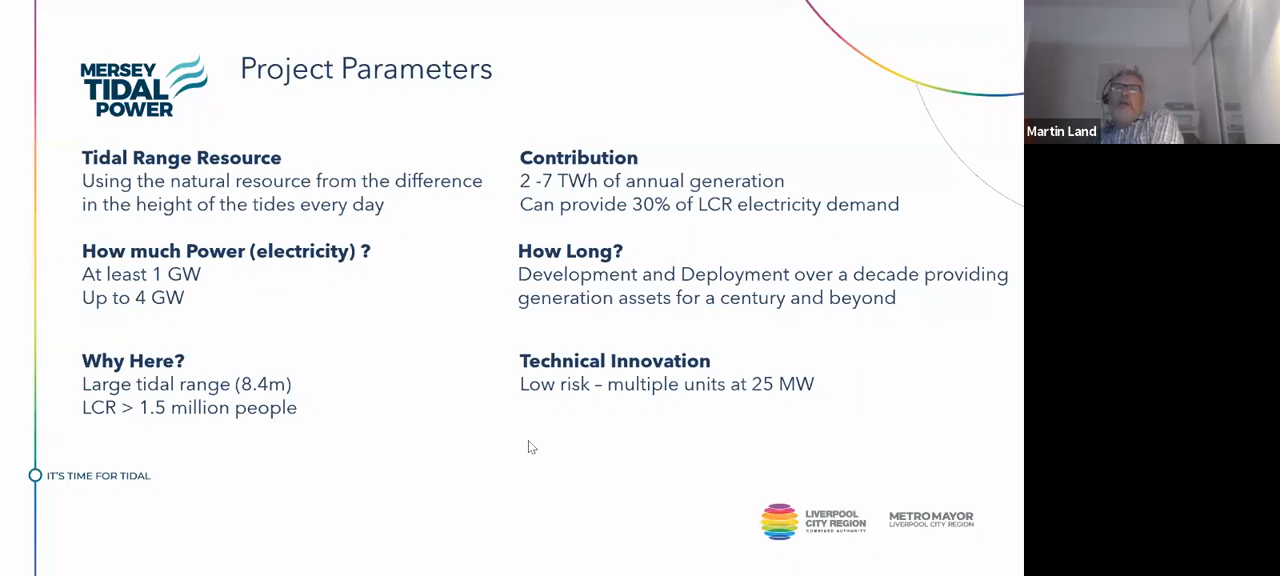 MERSEY
TIDAL
POWER
Project Parameters
Tidal Range Resource
Using the natural resource from the difference
in the height of the tides every day
How much Power (electricity) ?
At least 1 GW
Up to 4 GW
Why Here?
Large tidal range (8.4m)
LCR > 1.5 million people
Contribution
2 -7 TWh of annual generation
Can provide 30% of LCR electricity demand
How Long?
Development and Deployment over a decade providing
generation assets for a century and beyond
Technical Innovation
Low risk – multiple units at 25 MW
IT'S TIME FOR TIDAL
LIVERPOOL
CITY REGION
COMBINED AUTHORITY
METRO MAYOR
LIVERPOOL CITY REGION
Martin Land